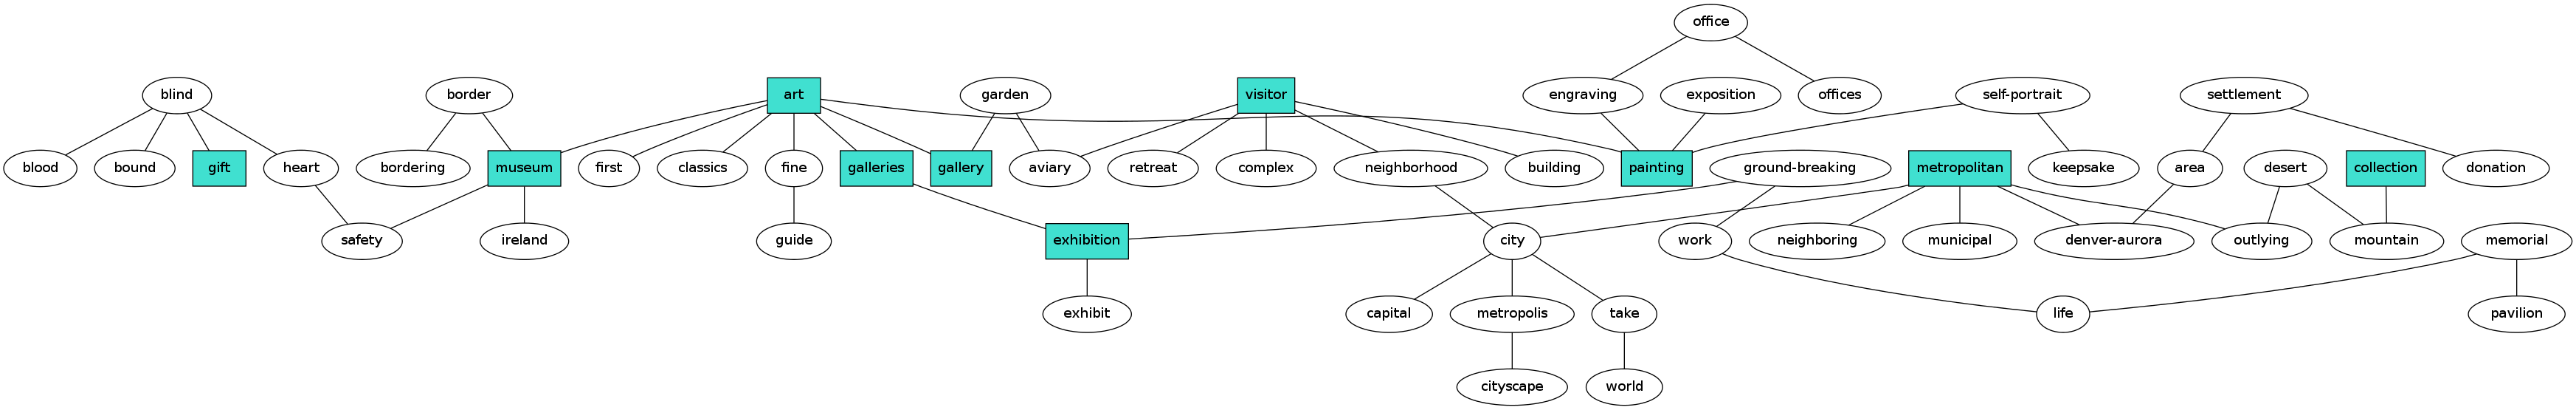 office
blind
border
art
garden
visitor
engraving
exposition
offices
self-portrait
settlement
blood
bound
gift
heart
bordering
museum
first
classics
fine
galleries
gallery
aviary
retreat
complex
neighborhood
building
painting
ground-breaking
metropolitan
keepsake
area
desert
collection
donation
safety
ireland
guide
exhibition
city
work
neighboring
municipal
denver-aurora
outlying
mountain
memorial
exhibit
capital
metropolis
take
life
pavilion
cityscape
world